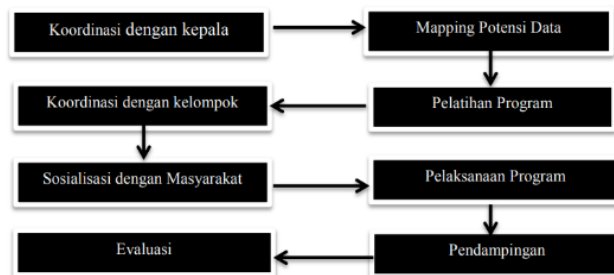 Koordinasi dengan kepala
Mapping Potensi Data
Pelatihan Program
Koordinasi dengan kelompok
Sosialisasi dengan Masyarakat
Pelaksanaan Program
Pendampingan
Evaluasi